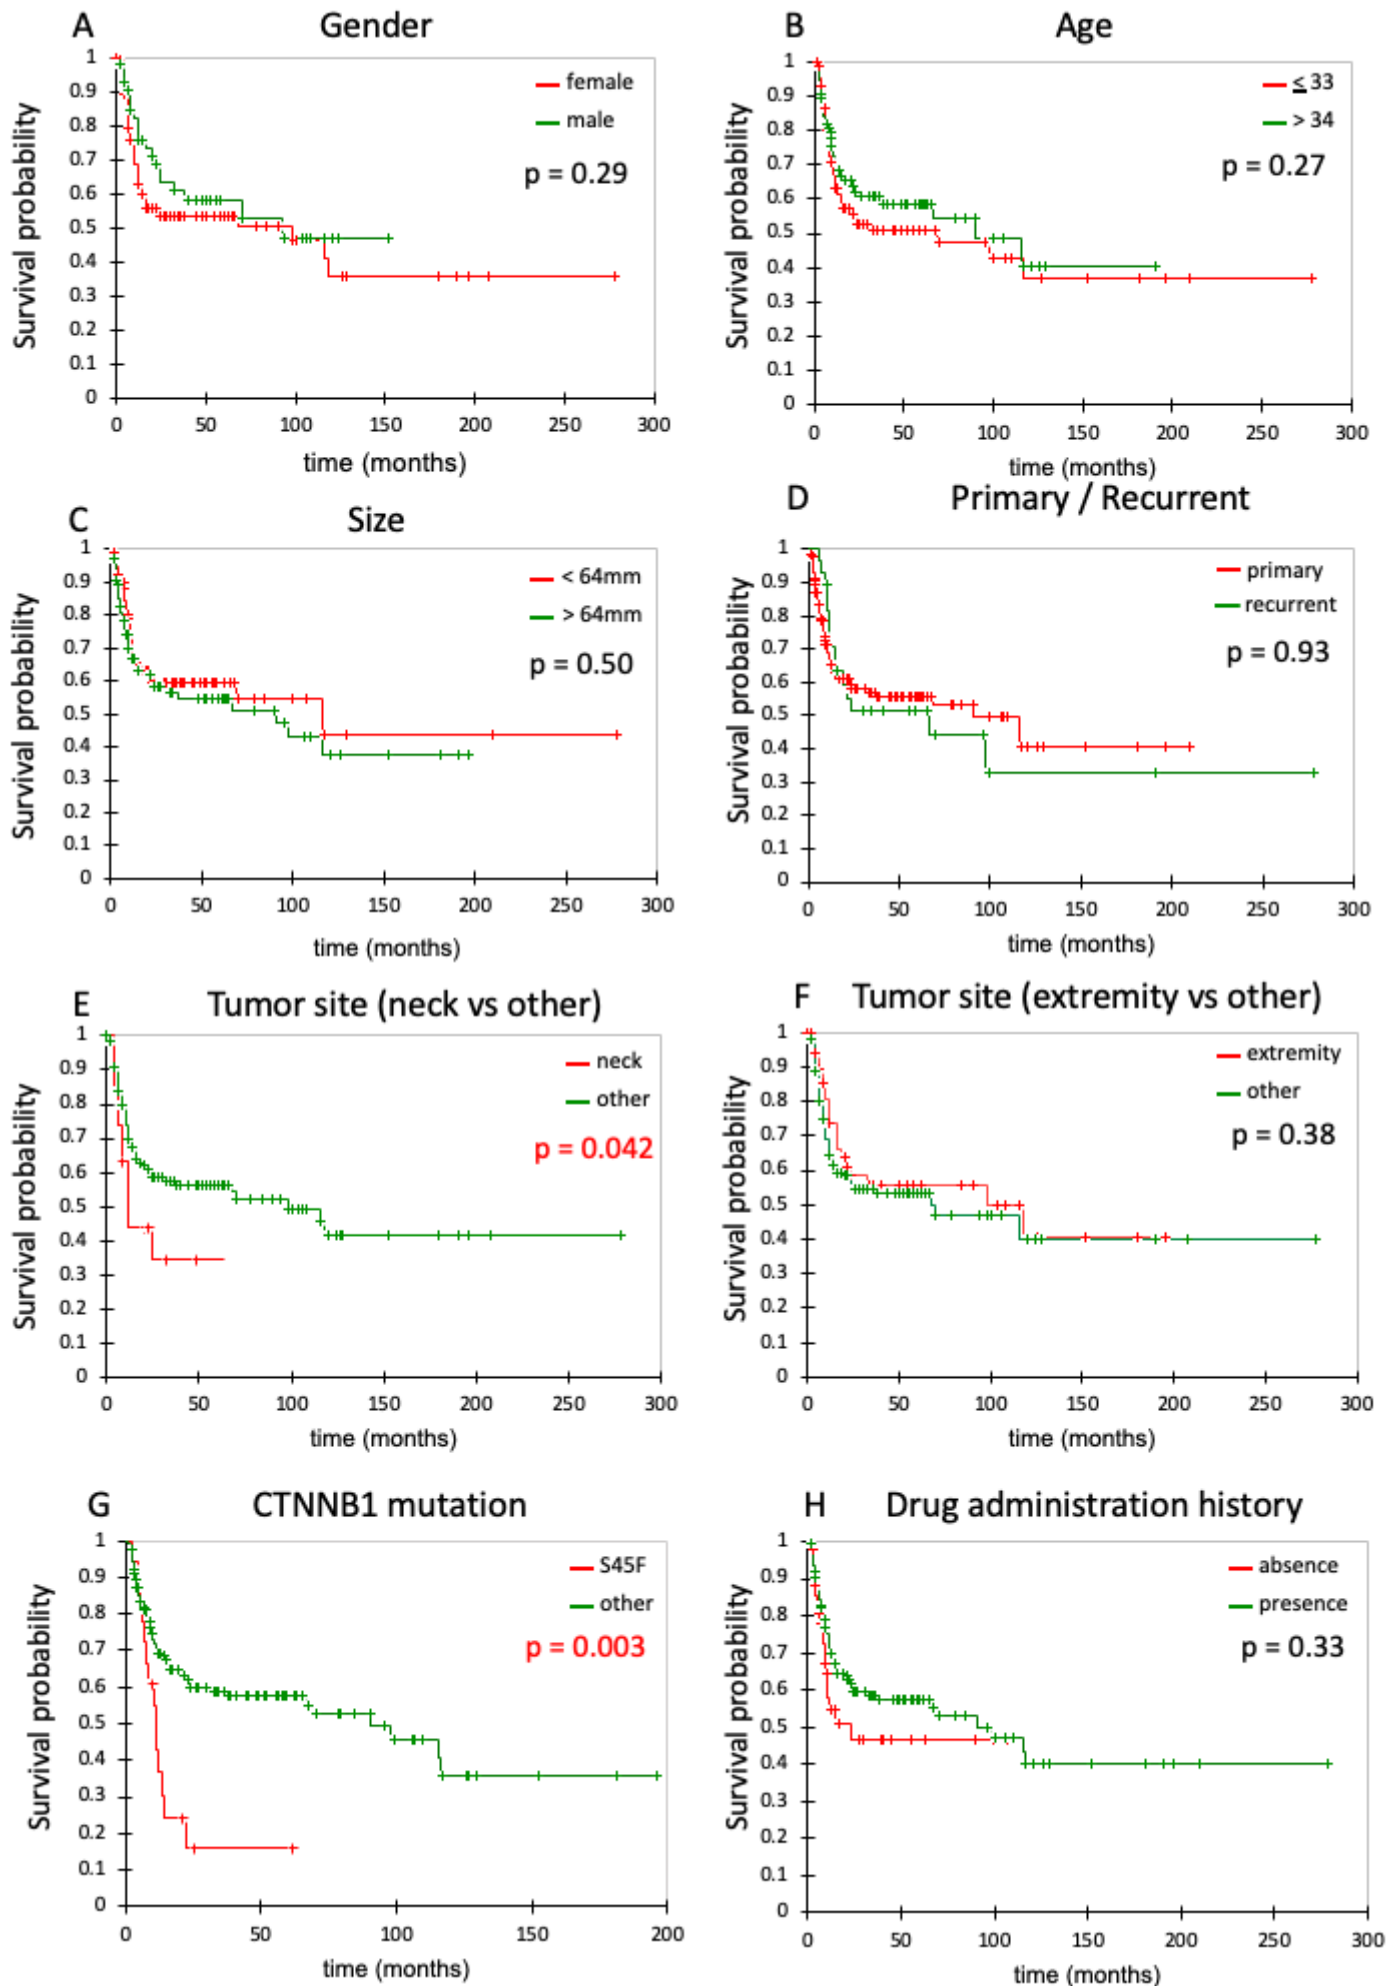 A Gender
Survival probability
1
0.9
0.8
0.7
0.6
0.5
0.4
0.3
0.2
0.1
0
0 50 100 150 200 250 300
time (months)
female
male
p = 0.29
B Age
Survival probability
1
0.9
0.8
0.7
0.6
0.5
0.4
0.3
0.2
0.1
0
0 50 100 150 200 250 300
time (months)
≤ 33
> 34
p = 0.27
C Size
Survival probability
1
0.9
0.8
0.7
0.6
0.5
0.4
0.3
0.2
0.1
0
0 50 100 150 200 250 300
time (months)
< 64mm
> 64mm
p = 0.50
D Primary / Recurrent
Survival probability
1
0.9
0.8
0.7
0.6
0.5
0.4
0.3
0.2
0.1
0
0 50 100 150 200 250 300
time (months)
primary
recurrent
p = 0.93
E Tumor site (neck vs other)
Survival probability
1
0.9
0.8
0.7
0.6
0.5
0.4
0.3
0.2
0.1
0
0 50 100 150 200 250 300
time (months)
neck
other
p = 0.042
F Tumor site (extremity vs other)
Survival probability
1
0.9
0.8
0.7
0.6
0.5
0.4
0.3
0.2
0.1
0
0 50 100 150 200 250 300
time (months)
extremity
other
p = 0.38
G CTNNB1 mutation
Survival probability
1
0.9
0.8
0.7
0.6
0.5
0.4
0.3
0.2
0.1
0
0 50 100 150 200
time (months)
S45F
other
p = 0.003
H Drug administration history
Survival probability
1
0.9
0.8
0.7
0.6
0.5
0.4
0.3
0.2
0.1
0
0 50 100 150 200 250 300
time (months)
absence
presence
p = 0.33